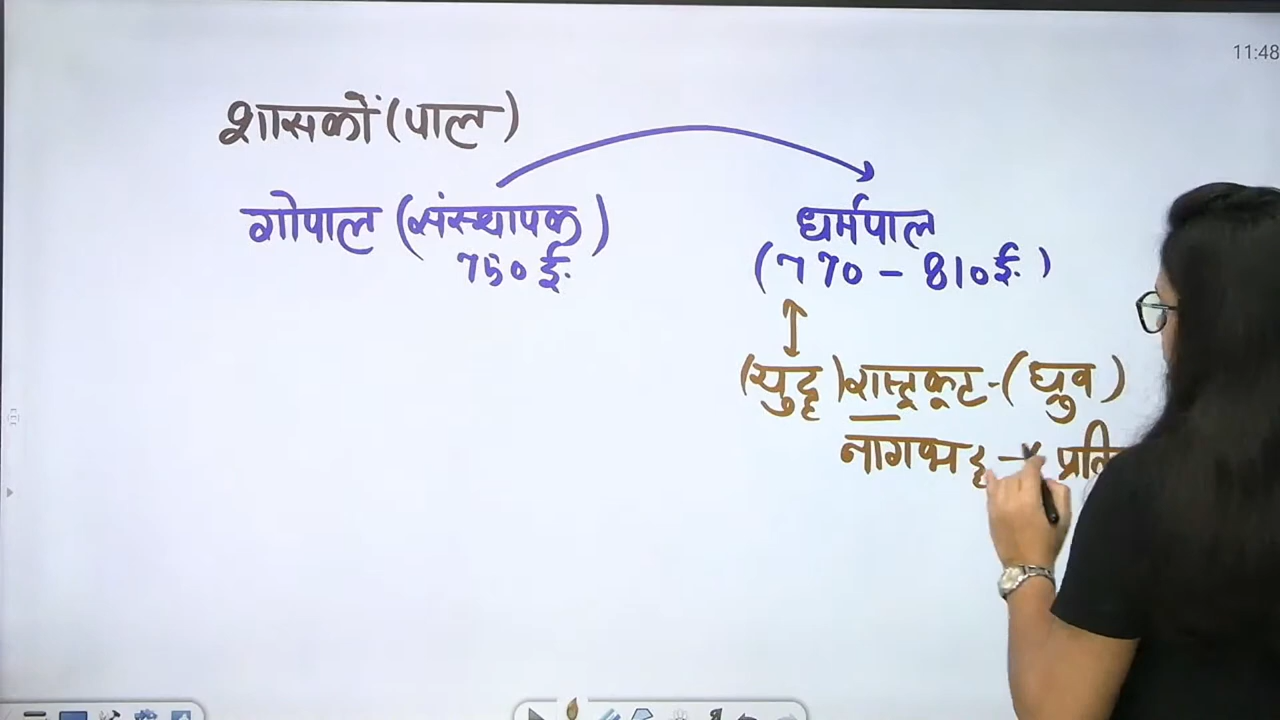 11:48
शासकों (पाल)
गोपाल (संस्थापक) धर्मपाल
750 ई. (770 - 810 ई.)
(युद्ध) रास्ट्रकूट - (ध्रुव)
नागभट्ट →